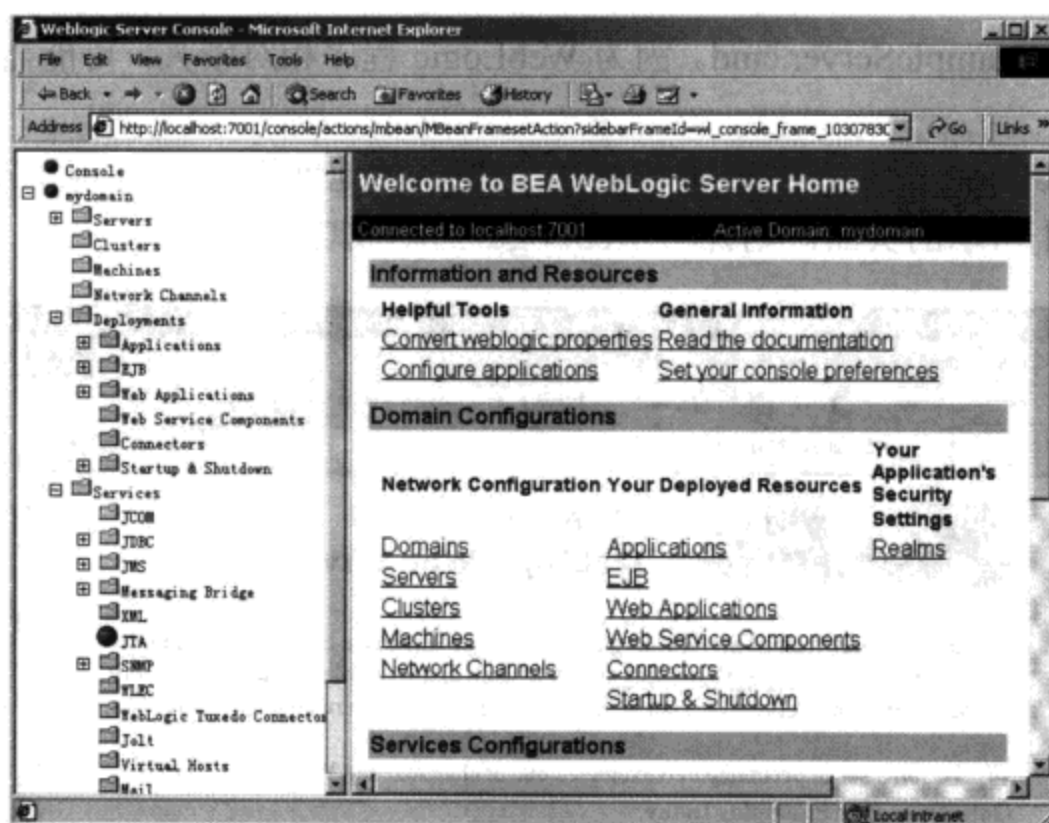 Weblogic Server Console - Microsoft Internet Explorer
File Edit View Favorites Tools Help
Back Search Favorites History
Address http://localhost:7001/console/actions/mbean/MBeanFramesetAction?sidebarFrameId=wl_console_frame_10307830 Go Links »
Console
mydomain
Servers
Clusters
Machines
Network Channels
Deployments
Applications
EJB
Web Applications
Web Service Components
Connectors
Startup & Shutdown
Services
JCOM
JDBC
JMS
Messaging Bridge
XML
JTA
SNMP
WLEC
WebLogic Tuxedo Connector
Jolt
Virtual Hosts
Mail
Welcome to BEA WebLogic Server Home
Connected to localhost:7001 Active Domain: mydomain
Information and Resources
Helpful Tools General Information
Convert weblogic properties Read the documentation
Configure applications Set your console preferences
Domain Configurations
Network Configuration Your Deployed Resources Your Application's Security Settings
Domains Applications Realms
Servers EJB
Clusters Web Applications
Machines Web Service Components
Network Channels Connectors
Startup & Shutdown
Services Configurations
Local intranet